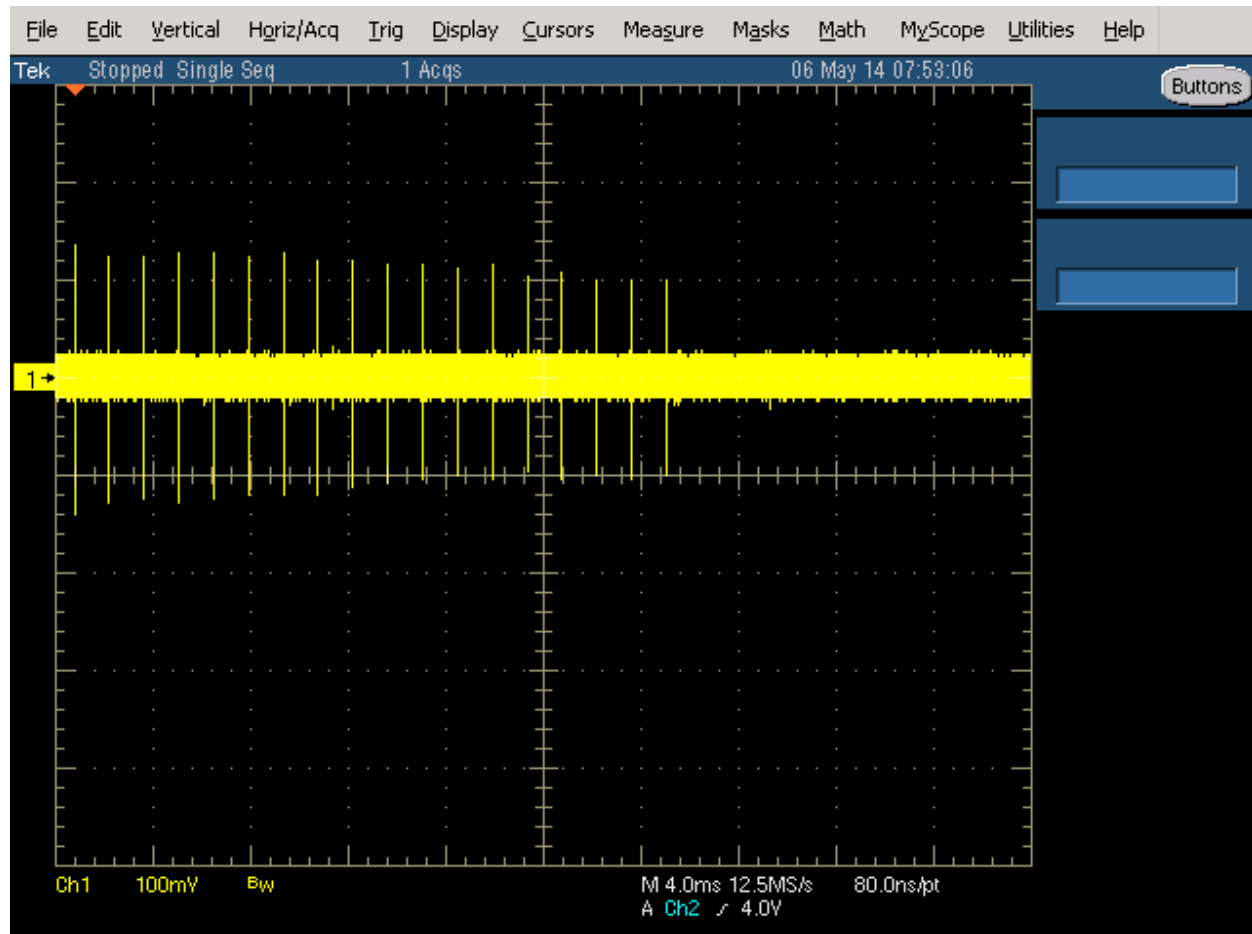 File Edit Vertical Horiz/Acq Trig Display Cursors Measure Masks Math MyScope Utilities Help
Tek Stopped Single Seq 1 Acqs 06 May 14 07:53:06 Buttons
1
Ch1 100mV Bw M 4.0ms 12.5MS/s 80.0ns/pt
A Ch2 4.0V